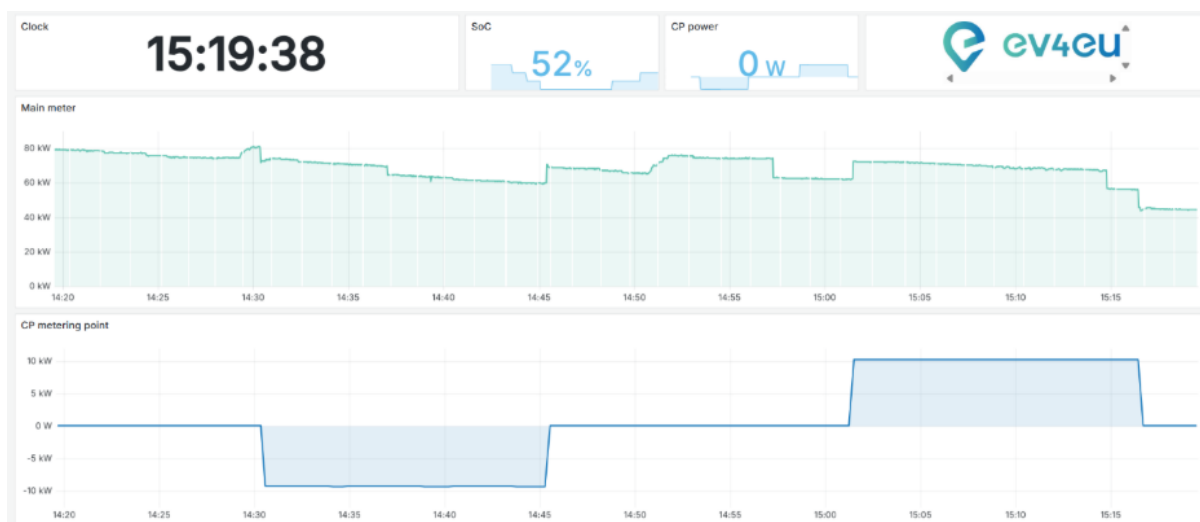 Clock
15:19:38
SoC
52%
CP power
0 W
ev4eu
Main meter
80 kW
60 kW
40 kW
20 kW
0 kW
14:20 14:25 14:30 14:35 14:40 14:45 14:50 14:55 15:00 15:05 15:10 15:15
CP metering point
10 kW
5 kW
0 W
-5 kW
-10 kW
14:20 14:25 14:30 14:35 14:40 14:45 14:50 14:55 15:00 15:05 15:10 15:15